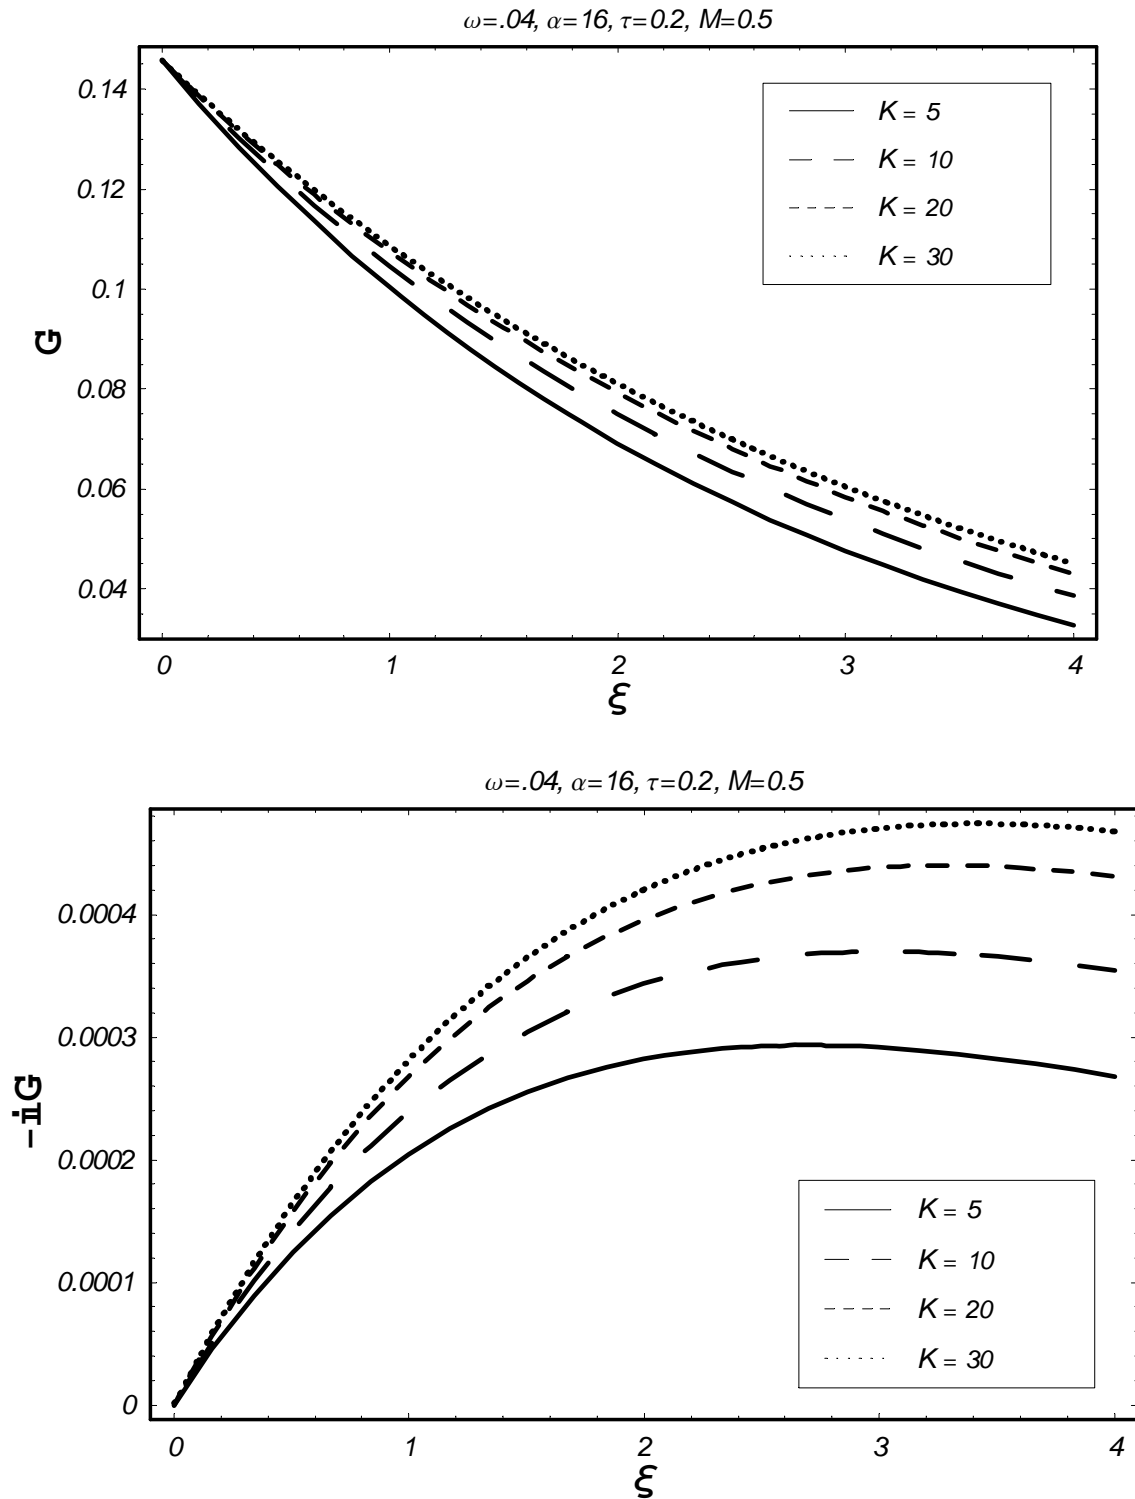 ω=.04, α=16, τ=0.2, M=0.5
0.14
0.12
0.1
0.08
0.06
0.04
G
K = 5
K = 10
K = 20
K = 30
0 1 2 3 4
ξ
ω=.04, α=16, τ=0.2, M=0.5
0.0004
0.0003
0.0002
0.0001
0
-iG
K = 5
K = 10
K = 20
K = 30
0 1 2 3 4
ξ